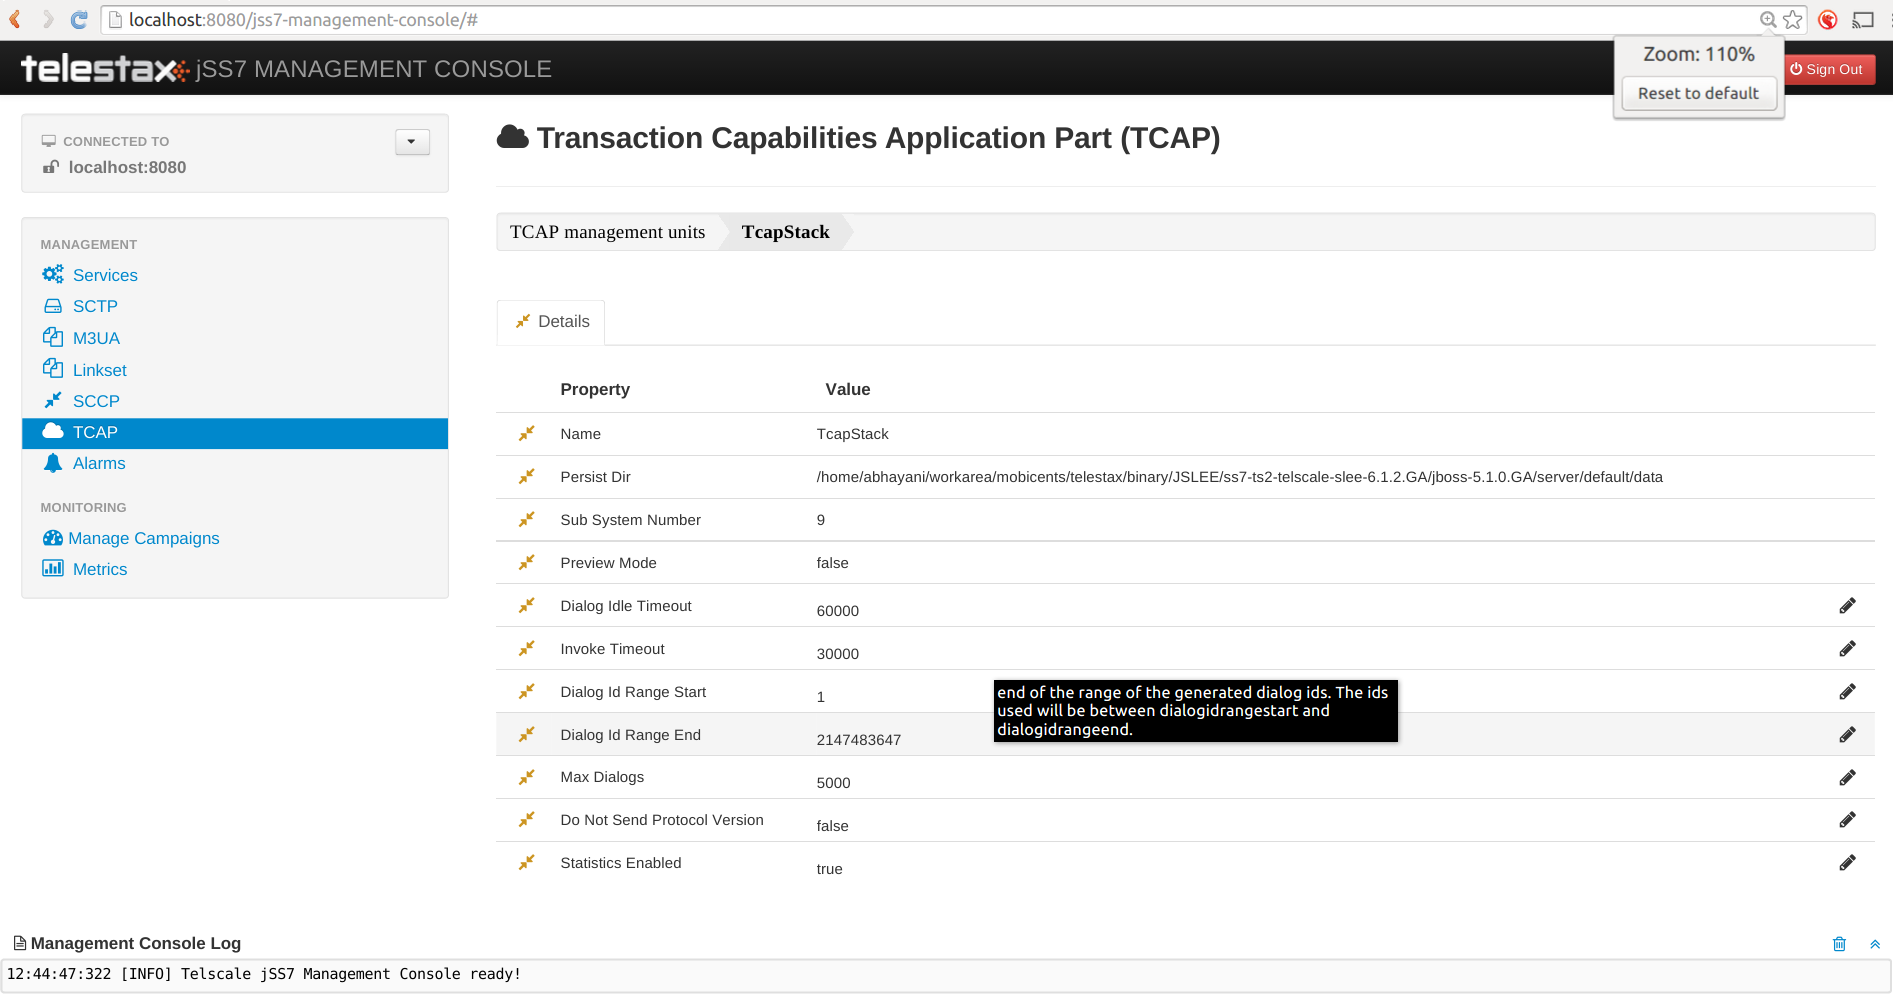 localhost:8080/jss7-management-console/#
Zoom: 110%
Reset to default
telestax jSS7 MANAGEMENT CONSOLE
Sign Out
CONNECTED TO
localhost:8080
MANAGEMENT
Services
SCTP
M3UA
Linkset
SCCP
TCAP
Alarms
MONITORING
Manage Campaigns
Metrics
Transaction Capabilities Application Part (TCAP)
TCAP management units TcapStack
Details
Property Value
Name TcapStack
Persist Dir /home/abhayani/workarea/mobicents/telestax/binary/JSLEE/ss7-ts2-telscale-slee-6.1.2.GA/jboss-5.1.0.GA/server/default/data
Sub System Number 9
Preview Mode false
Dialog Idle Timeout 60000
Invoke Timeout 30000
Dialog Id Range Start 1
Dialog Id Range End 2147483647
end of the range of the generated dialog ids. The ids
used will be between dialogidrangestart and
dialogidrangeend.
Max Dialogs 5000
Do Not Send Protocol Version false
Statistics Enabled true
Management Console Log
12:44:47:322 [INFO] Telscale jSS7 Management Console ready!